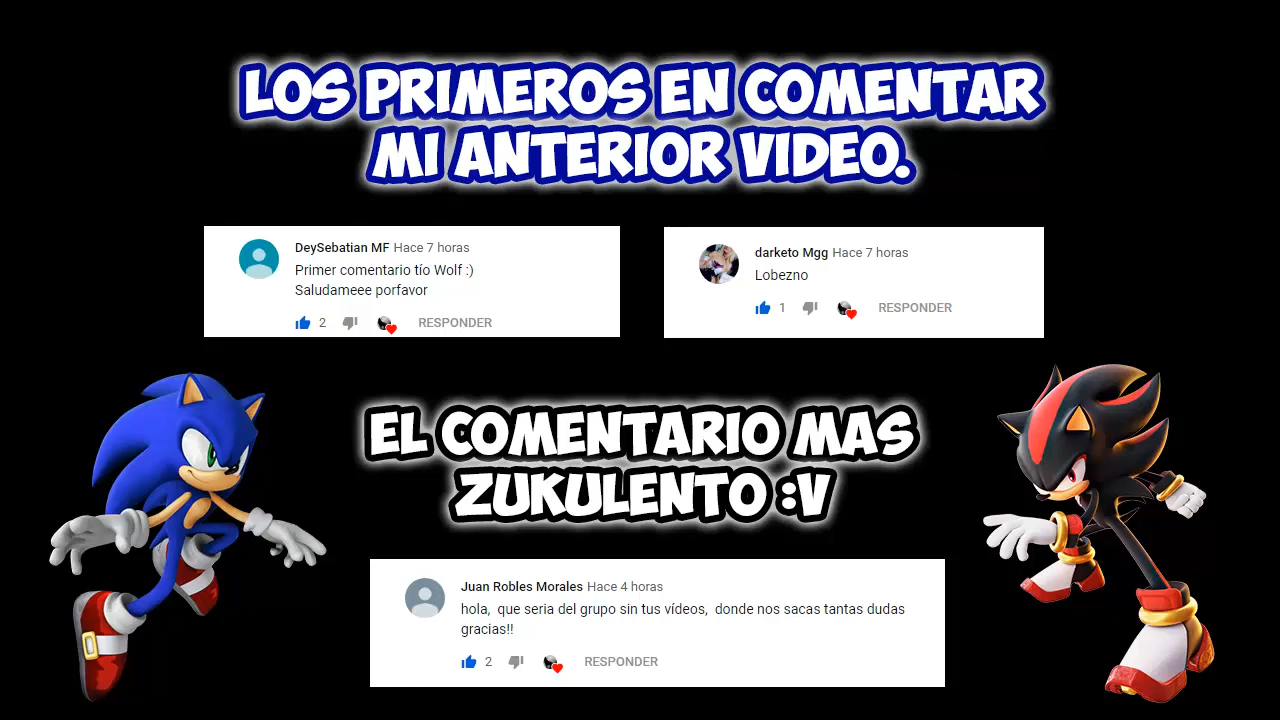 LOS PRIMEROS EN COMENTAR
MI ANTERIOR VIDEO.
DeySebatian MF Hace 7 horas
Primer comentario tío Wolf :)
Saludameee porfavor
2 RESPONDER
darketo Mgg Hace 7 horas
Lobezno
1 RESPONDER
EL COMENTARIO MAS
ZUKULENTO :V
Juan Robles Morales Hace 4 horas
hola, que seria del grupo sin tus vídeos, donde nos sacas tantas dudas
gracias!!
2 RESPONDER